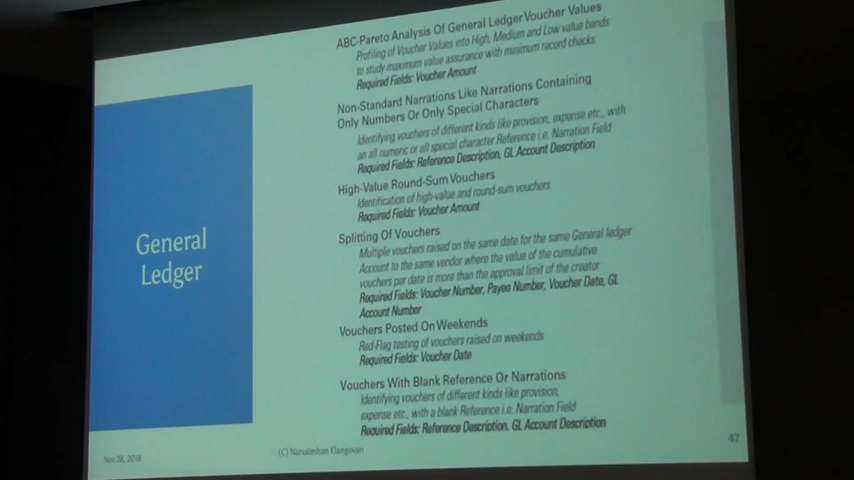 General
Ledger
ABC-Pareto Analysis Of General Ledger Voucher Values
Profiling of Voucher Values into High, Medium and Low value bands
to study maximum value assurance with minimum record checks.
Required Fields: Voucher Amount
Non-Standard Narrations Like Narrations Containing
Only Numbers Or Only Special Characters
Identifying vouchers of different kinds like provision, expense etc., with
an all numeric or all special character Reference i.e. Narration Field
Required Fields: Reference Description, GL Account Description
High-Value Round-Sum Vouchers
Identification of high-value and round-sum vouchers
Required Fields: Voucher Amount
Splitting Of Vouchers
Multiple vouchers raised on the same date for the same General ledger
Account to the same vendor where the value of the cumulative
vouchers per date is more than the approval limit of the creator
Required Fields: Voucher Number, Payee Number, Voucher Date, GL
Account Number
Vouchers Posted On Weekends
Red-Flag testing of vouchers raised on weekends
Required Fields: Voucher Date
Vouchers With Blank Reference Or Narrations
Identifying vouchers of different kinds like provision,
expense etc., with a blank Reference i.e. Narration Field
Required Fields: Reference Description, GL Account Description
Nov 28, 2018
(C) Narasimhan Elangovan
47